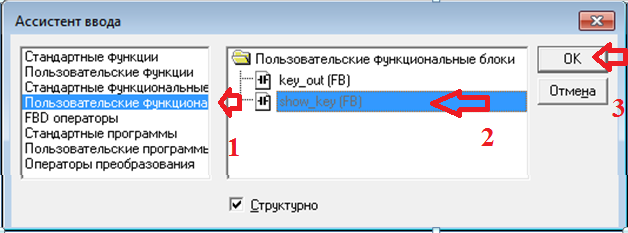 Ассистент ввода
Стандартные функции
Пользовательские функции
Стандартные функциональные
Пользовательские функциона
FBD операторы
Стандартные программы
Пользовательские программы
Операторы преобразования
1
Пользовательские функциональные блоки
key_out (FB)
show_key (FB)
2
Структурно
OK
Отмена
3